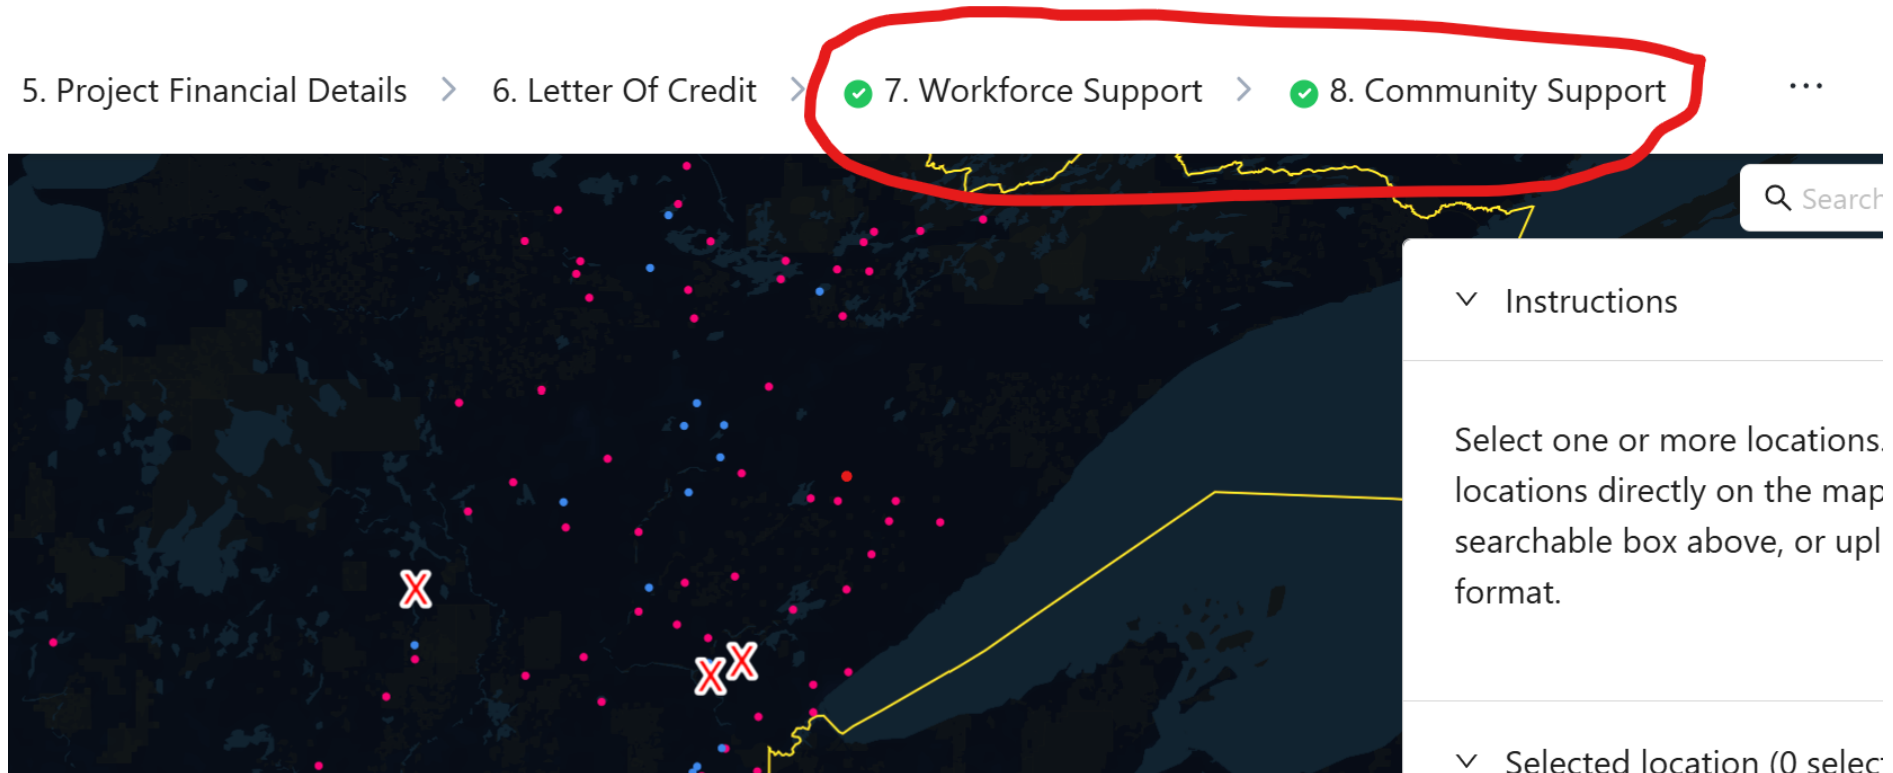 5. Project Financial Details > 6. Letter Of Credit > 7. Workforce Support > 8. Community Support ...
Search
Instructions
Select one or more locations.
locations directly on the map
searchable box above, or upl
format.
Selected location (0 select
X
X
X